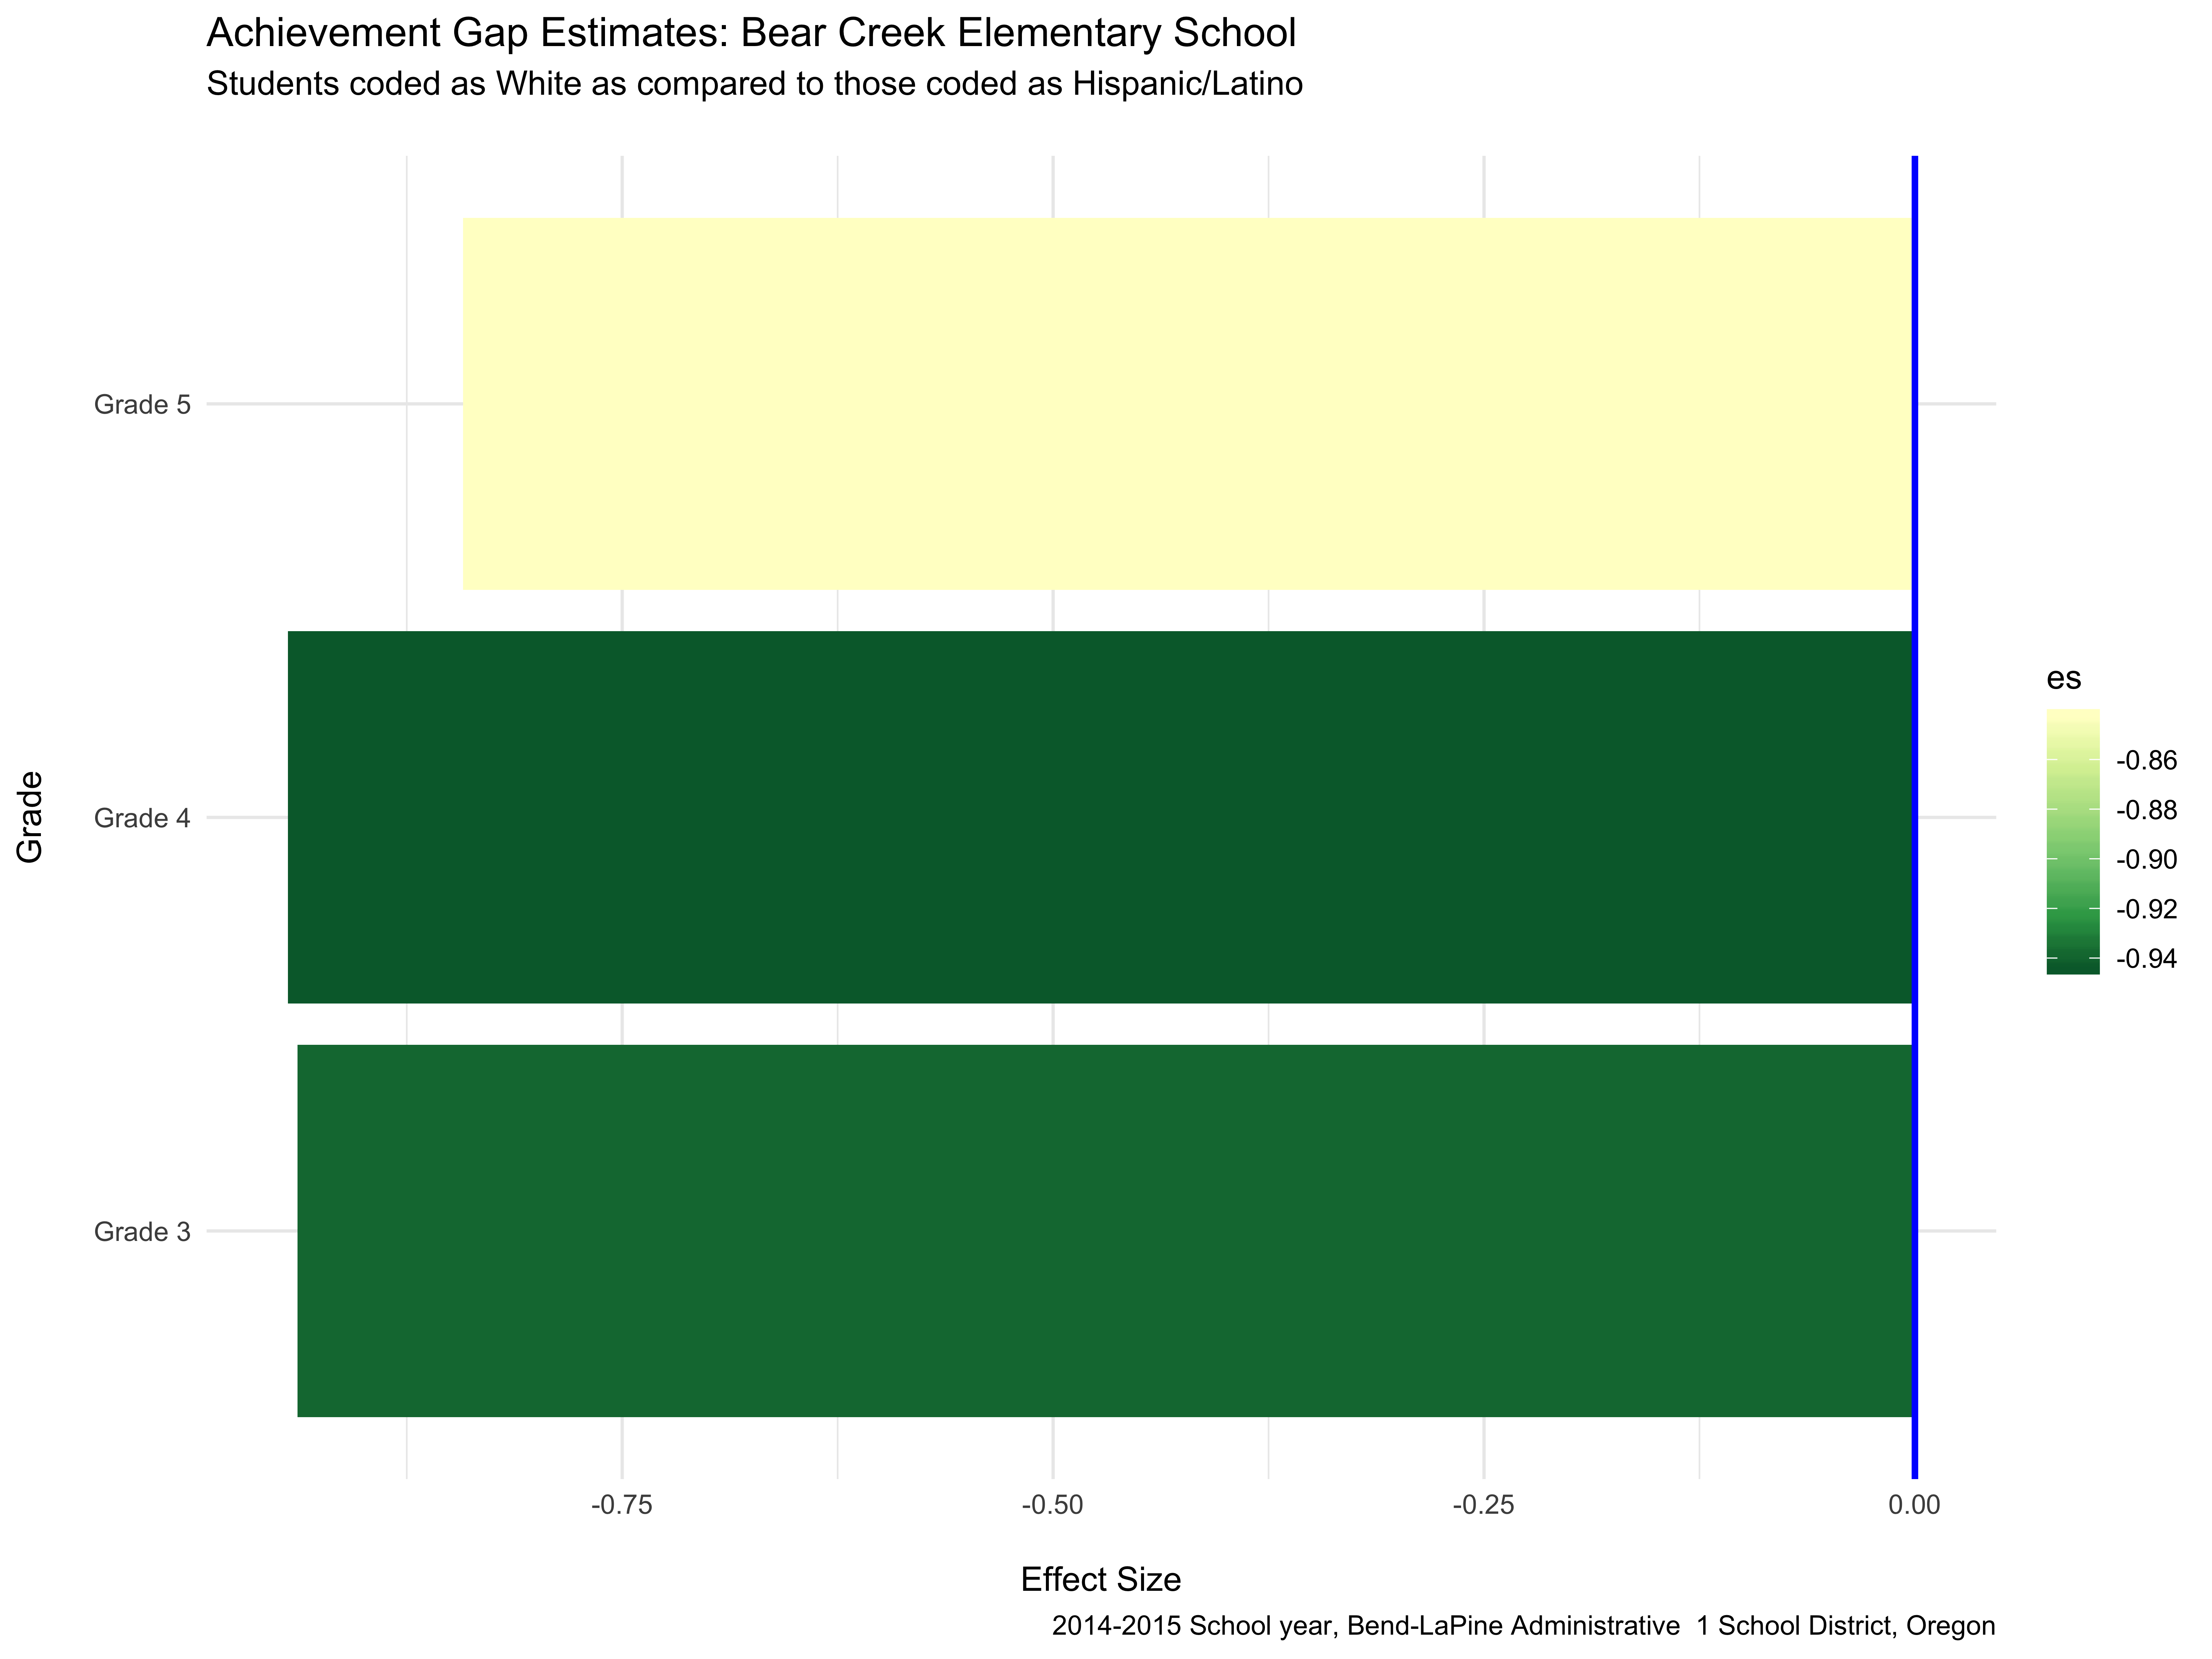 Achievement Gap Estimates: Bear Creek Elementary School
Students coded as White as compared to those coded as Hispanic/Latino
Grade 5
Grade 4
Grade 3
Grade
-0.75
-0.50
-0.25
0.00
Effect Size
es
-0.86
-0.88
-0.90
-0.92
-0.94
2014-2015 School year, Bend-LaPine Administrative  1 School District, Oregon